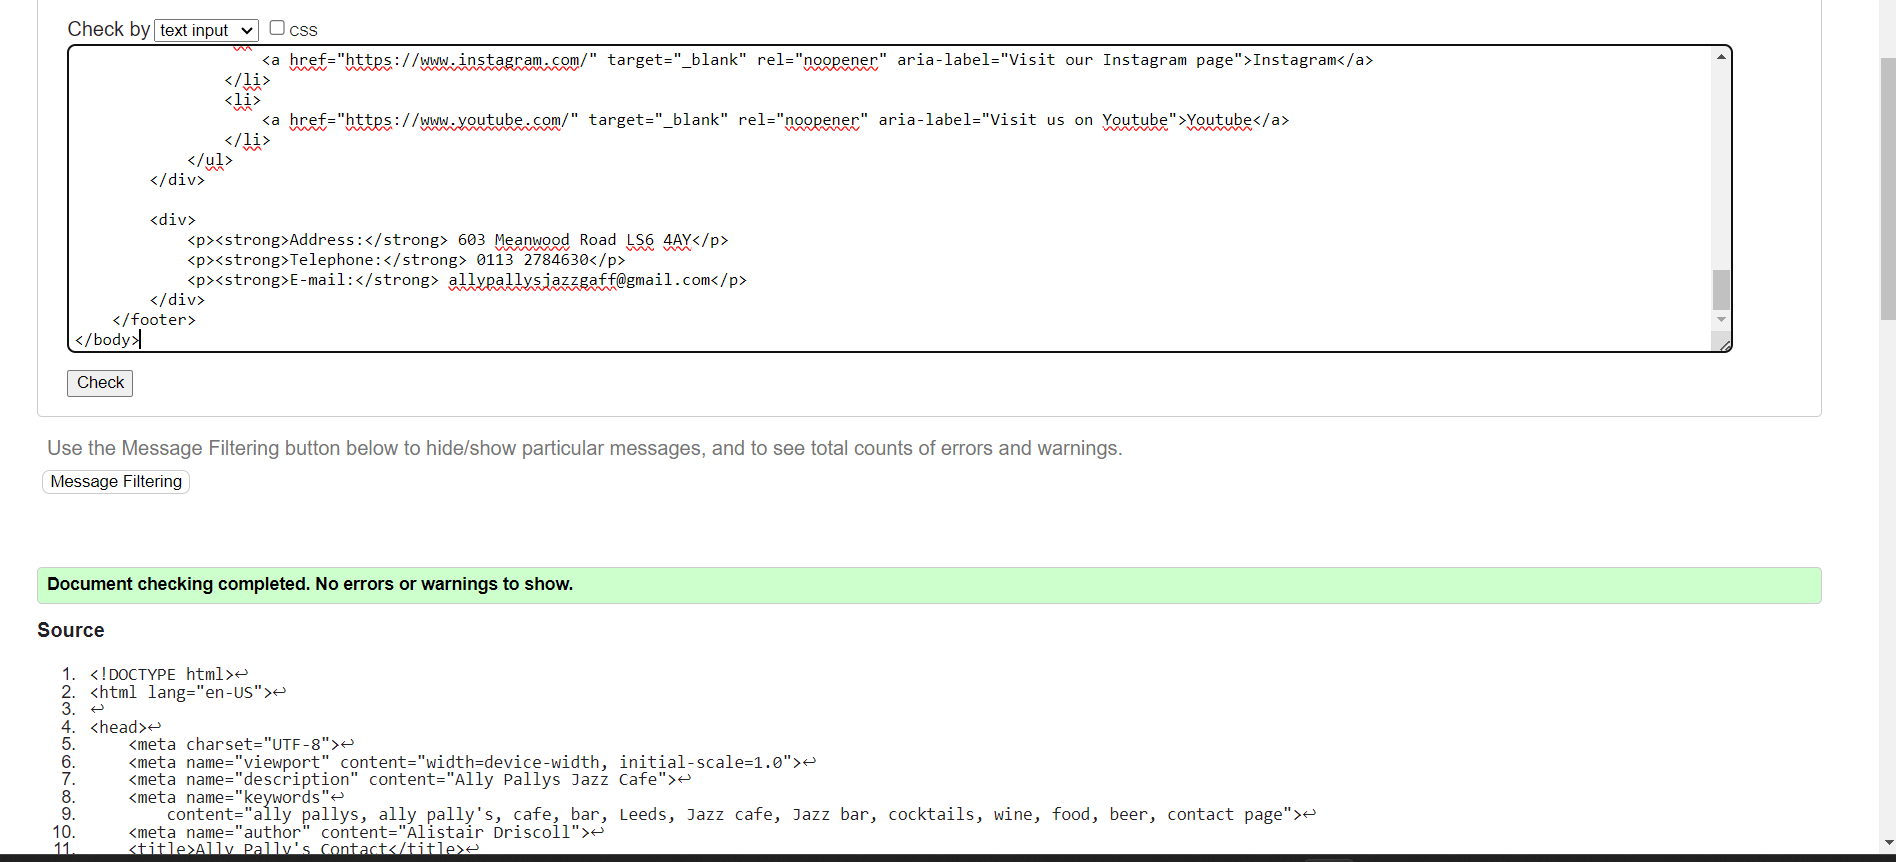 Check by text input CSS
<a href="https://www.instagram.com/" target="_blank" rel="noopener" aria-label="Visit our Instagram page">Instagram</a>
</li>
<li>
<a href="https://www.youtube.com/" target="_blank" rel="noopener" aria-label="Visit us on Youtube">Youtube</a>
</li>
</ul>
</div>
<div>
<p><strong>Address:</strong> 603 Meanwood Road LS6 4AY</p>
<p><strong>Telephone:</strong> 0113 2784630</p>
<p><strong>E-mail:</strong> allypallysjazzgaff@gmail.com</p>
</div>
</footer>
</body>
Check
Use the Message Filtering button below to hide/show particular messages, and to see total counts of errors and warnings.
Message Filtering
Document checking completed. No errors or warnings to show.
Source
1. <!DOCTYPE html>↩
2. <html lang="en-US">↩
3. ↩
4. <head>↩
5. <meta charset="UTF-8">↩
6. <meta name="viewport" content="width=device-width, initial-scale=1.0">↩
7. <meta name="description" content="Ally Pallys Jazz Cafe">↩
8. <meta name="keywords"↩
9. content="ally pallys, ally pally's, cafe, bar, Leeds, Jazz cafe, Jazz bar, cocktails, wine, food, beer, contact page">↩
10. <meta name="author" content="Alistair Driscoll">↩
11. <title>Ally Pally's Contact</title>↩